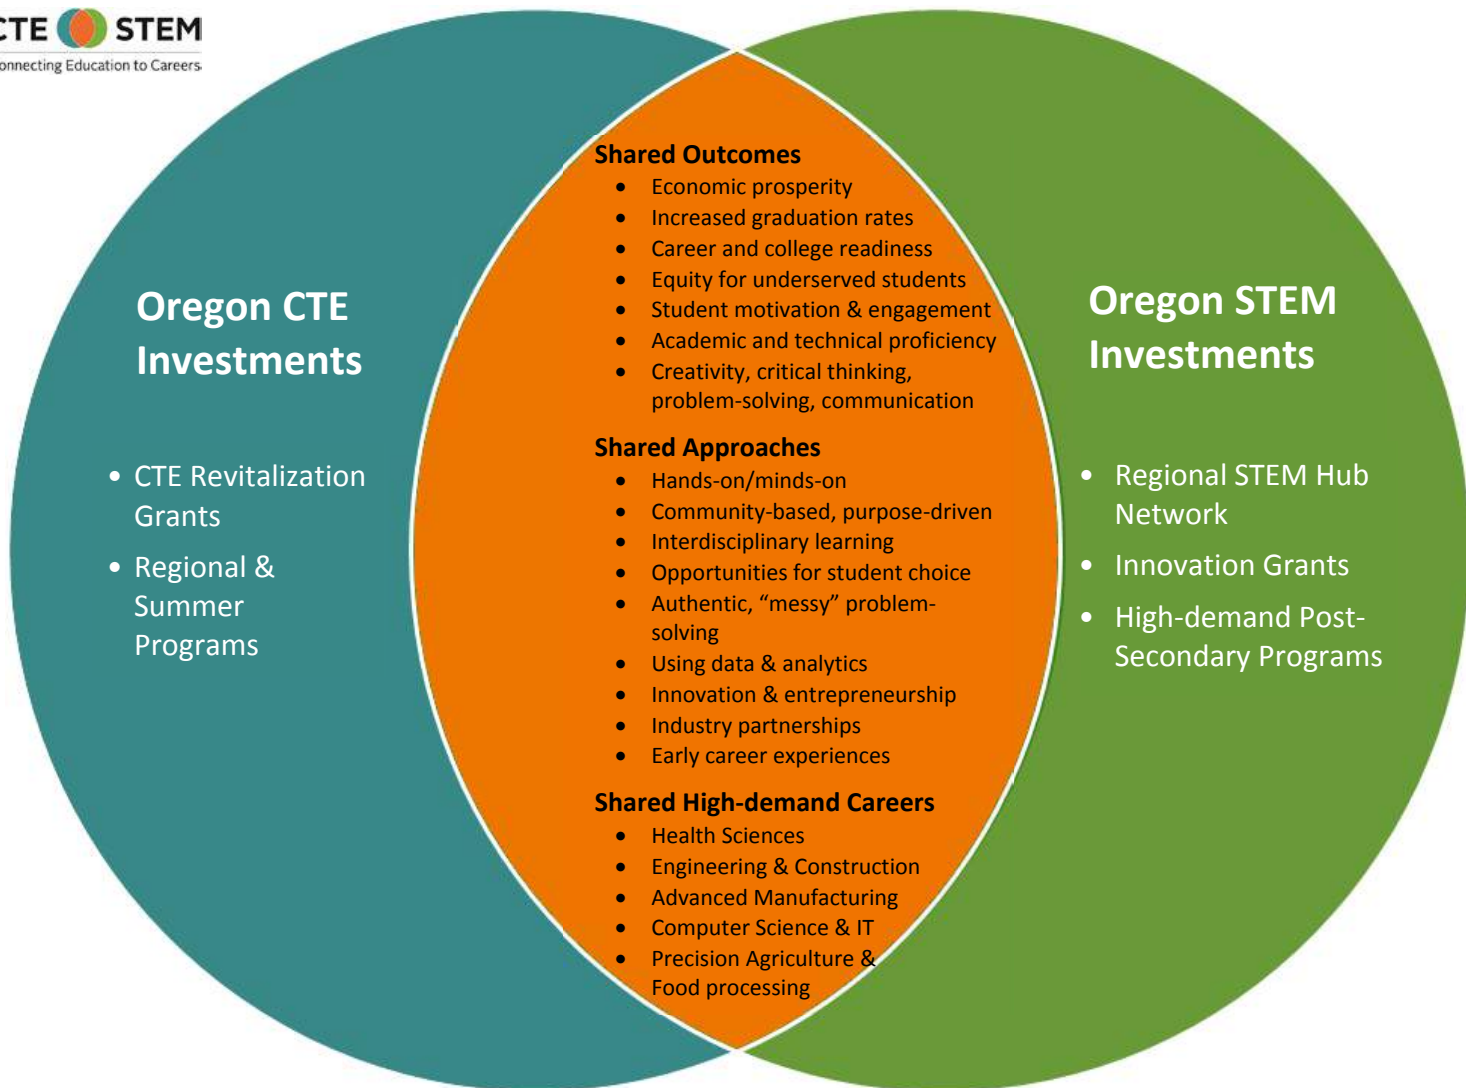 CTE STEM
onnecting Education to Careers
Oregon CTE
Investments
• CTE Revitalization
Grants
• Regional &
Summer
Programs
Shared Outcomes
• Economic prosperity
• Increased graduation rates
• Career and college readiness
• Equity for underserved students
• Student motivation & engagement
• Academic and technical proficiency
• Creativity, critical thinking,
problem-solving, communication
Shared Approaches
• Hands-on/minds-on
• Community-based, purpose-driven
• Interdisciplinary learning
• Opportunities for student choice
• Authentic, “messy” problem-
solving
• Using data & analytics
• Innovation & entrepreneurship
• Industry partnerships
• Early career experiences
Shared High-demand Careers
• Health Sciences
• Engineering & Construction
• Advanced Manufacturing
• Computer Science & IT
• Precision Agriculture &
Food processing
Oregon STEM
Investments
• Regional STEM Hub
Network
• Innovation Grants
• High-demand Post-
Secondary Programs